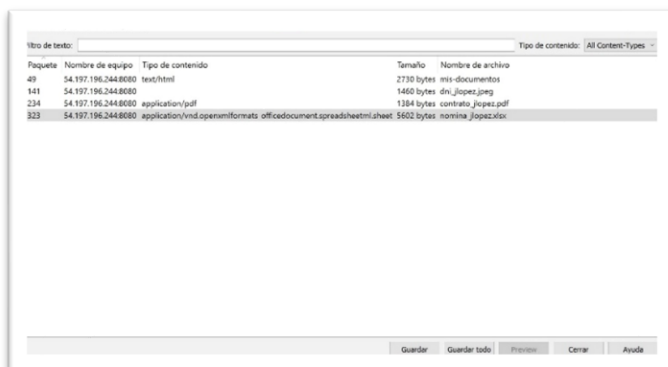 iltro de texto: Tipo de contenido: All Content-Types
Paquete Nombre de equipo Tipo de contenido Tamaño Nombre de archivo
49 54.197.196.244:8080 text/html 2730 bytes mis-documentos
141 54.197.196.244:8080 1460 bytes dni_jlopez.jpeg
234 54.197.196.244:8080 application/pdf 1384 bytes contrato_jlopez.pdf
323 54.197.196.244:8080 application/vnd.openxmlformats officedocument.spreadsheetml.sheet 5602 bytes nomina_jlopez.xlsx
Guardar Guardar todo Preview Cerrar Ayuda